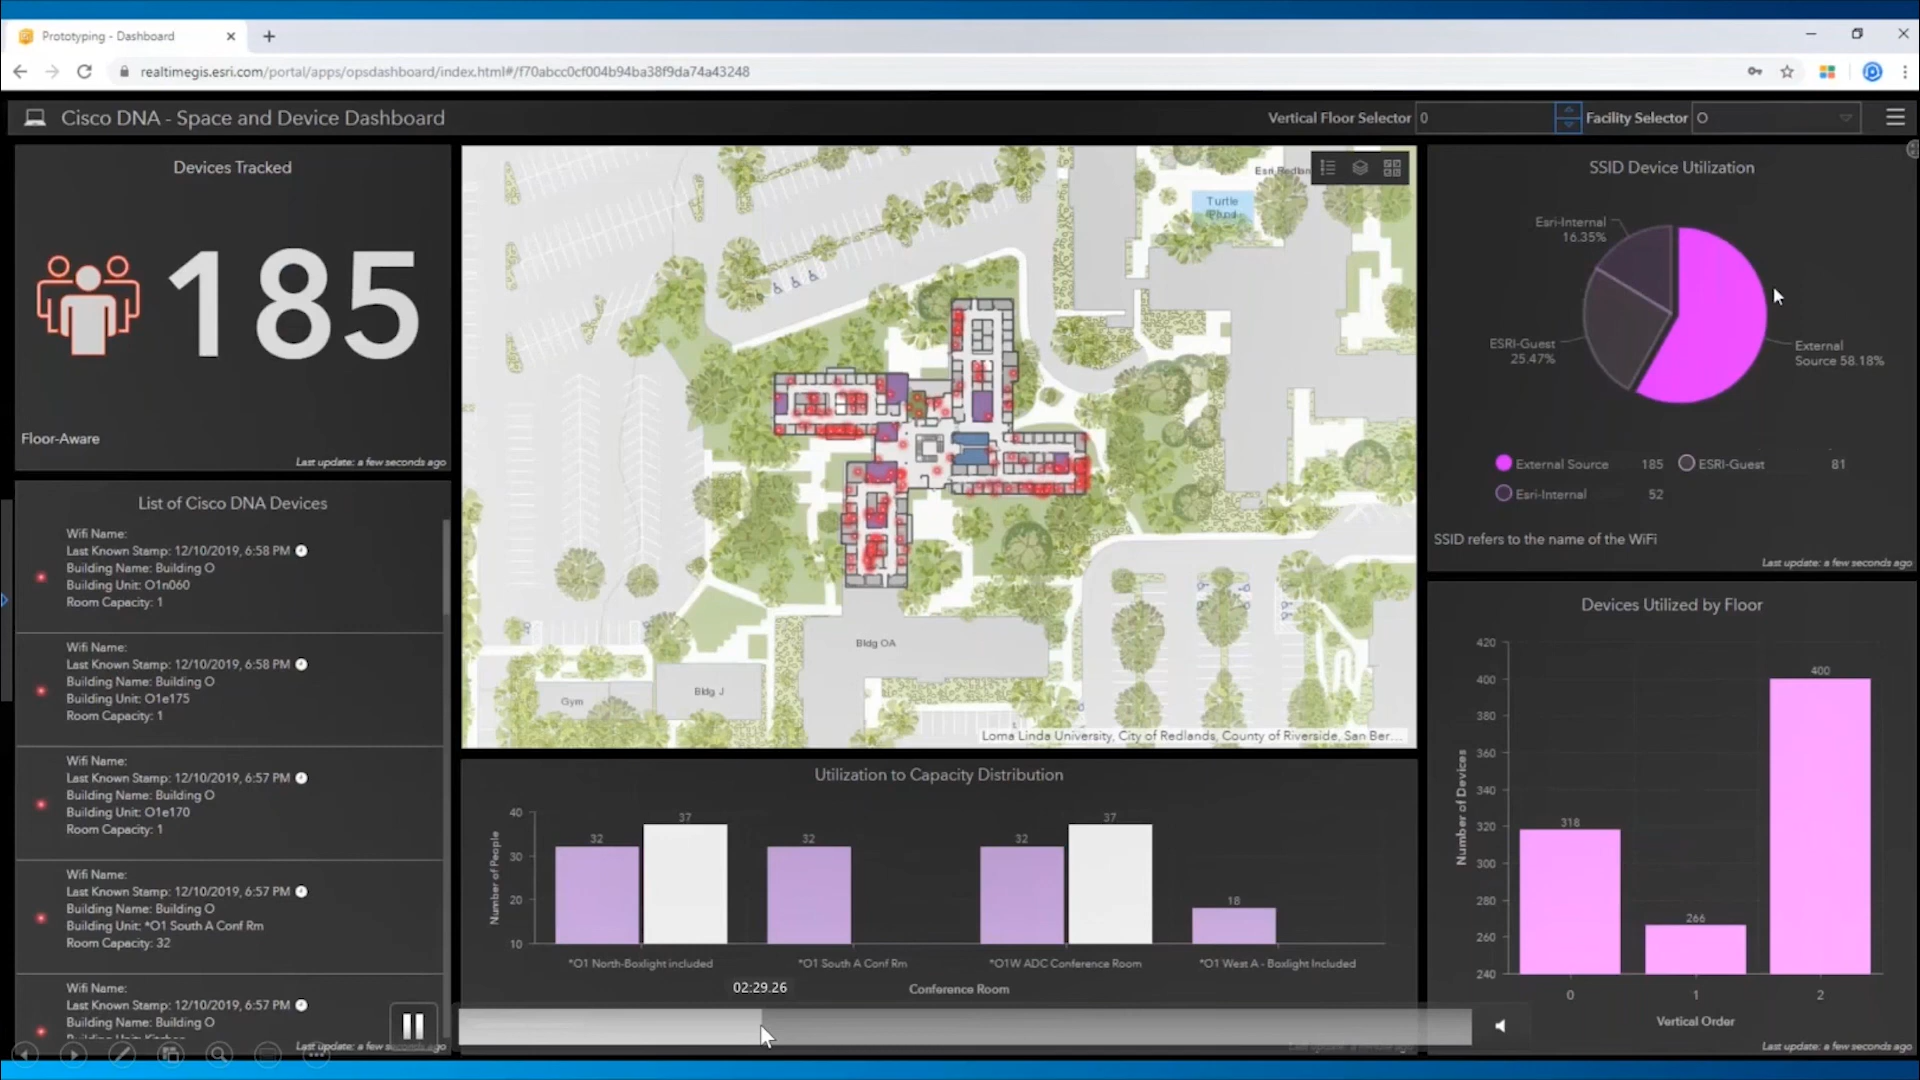 Prototyping - Dashboard
realtimegis.esri.com/portal/apps/opsdashboard/index.html#/f70abcc0cf004b94ba38f9da74a43248
Cisco DNA - Space and Device Dashboard
Vertical Floor Selector 0
Facility Selector O
Devices Tracked
185
Floor-Aware
Last update: a few seconds ago
List of Cisco DNA Devices
Wifi Name:
Last Known Stamp: 12/10/2019, 6:58 PM
Building Name: Building O
Building Unit: O1n060
Room Capacity: 1
Wifi Name:
Last Known Stamp: 12/10/2019, 6:58 PM
Building Name: Building O
Building Unit: O1e175
Room Capacity: 1
Wifi Name:
Last Known Stamp: 12/10/2019, 6:57 PM
Building Name: Building O
Building Unit: O1e170
Room Capacity: 1
Wifi Name:
Last Known Stamp: 12/10/2019, 6:57 PM
Building Name: Building O
Building Unit: *O1 South A Conf Rm
Room Capacity: 32
Wifi Name:
Last Known Stamp: 12/10/2019, 6:57 PM
Building Name: Building O
Last update: a few seconds ago
Esri Redlan
Turtle
Bldg OA
Bldg J
Gym
Loma Linda University, City of Redlands, County of Riverside, San Ber...
Utilization to Capacity Distribution
Number of People
40
30
20
10
32
37
32
32
37
18
*O1 North-Boxlight included
*O1 South A Conf Rm
*O1W ADC Conference Room
*O1 West A - Boxlight Included
Conference Room
02:29.26
SSID Device Utilization
Esri-Internal
16.35%
ESRI-Guest
25.47%
External
Source 58.18%
External Source 185
ESRI-Guest 81
Esri-Internal 52
SSID refers to the name of the WiFi
Last update: a few seconds ago
Devices Utilized by Floor
Number of Devices
420
400
380
360
340
320
300
280
260
240
318
266
400
0
1
2
Vertical Order
Last update: a few seconds ago